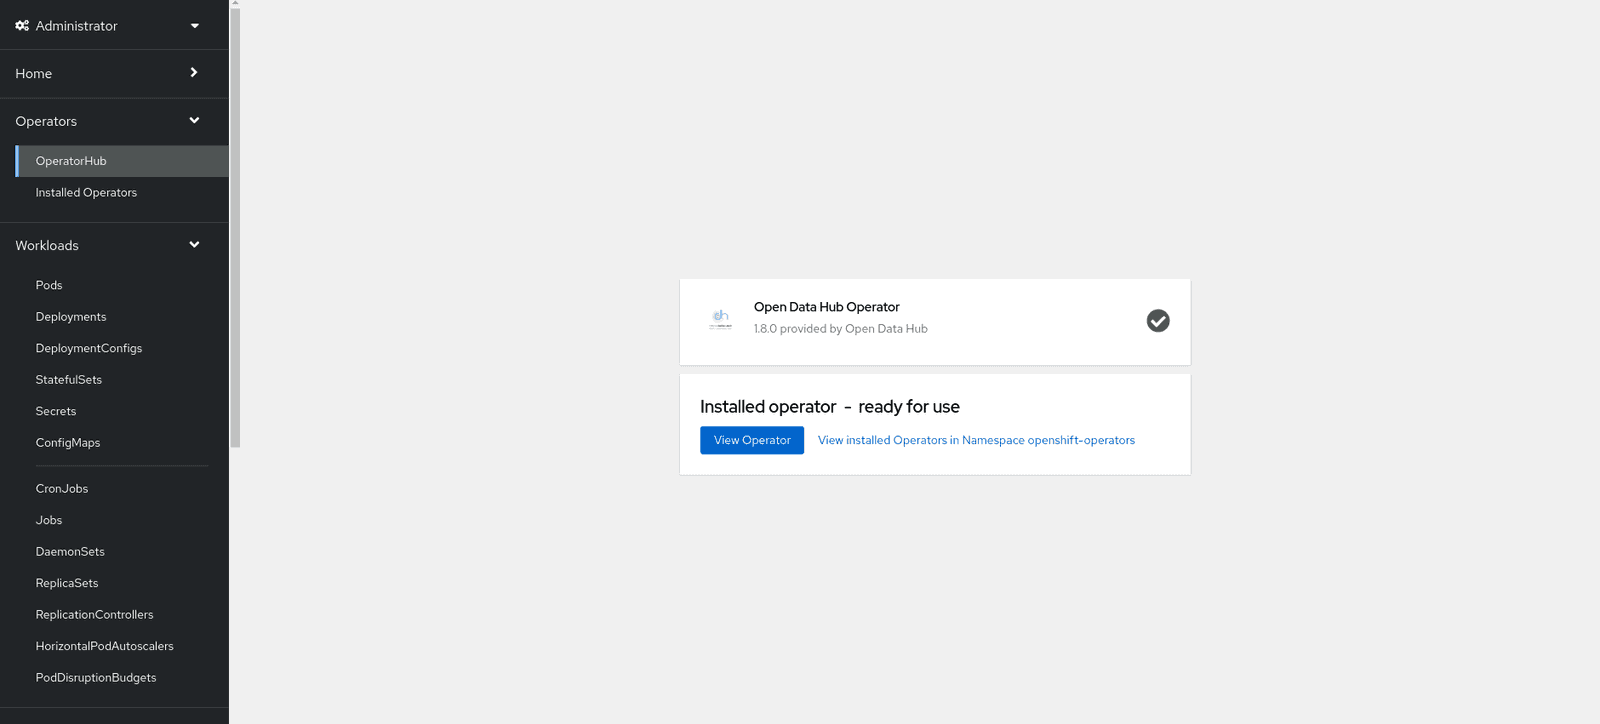 Administrator
Home
Operators
OperatorHub
Installed Operators
Workloads
Pods
Deployments
DeploymentConfigs
StatefulSets
Secrets
ConfigMaps
CronJobs
Jobs
DaemonSets
ReplicaSets
ReplicationControllers
HorizontalPodAutoscalers
PodDisruptionBudgets
Open Data Hub Operator
1.8.0 provided by Open Data Hub
Installed operator - ready for use
View Operator
View installed Operators in Namespace openshift-operators